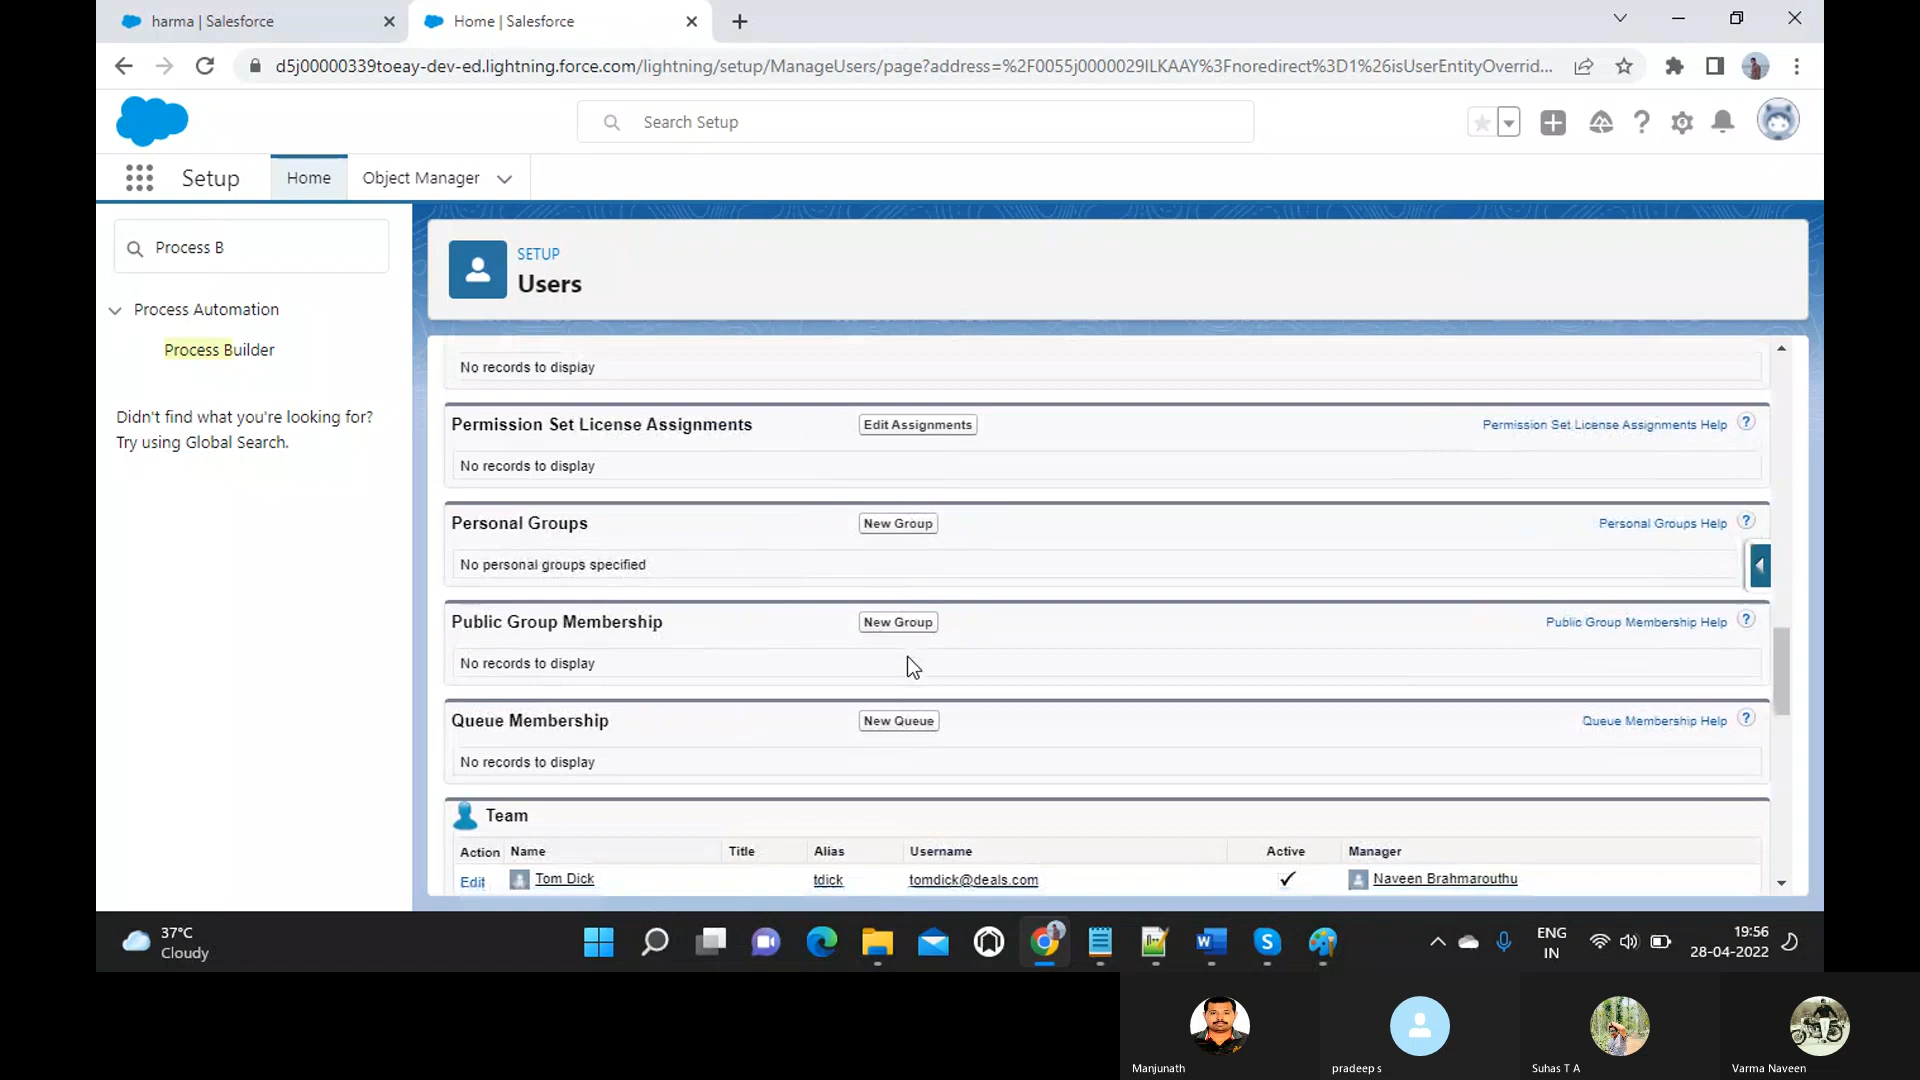 harma | Salesforce
Home | Salesforce
d5j00000339toeay-dev-ed.lightning.force.com/lightning/setup/ManageUsers/page?address=%2F0055j0000029ILKAAY%3Fnoredirect%3D1%26isUserEntityOverrid...
Search Setup
Setup
Home
Object Manager
Process B
Process Automation
Process Builder
Didn't find what you're looking for?
Try using Global Search.
SETUP
Users
No records to display
Permission Set License Assignments
Edit Assignments
Permission Set License Assignments Help ?
No records to display
Personal Groups
New Group
Personal Groups Help ?
No personal groups specified
Public Group Membership
New Group
Public Group Membership Help ?
No records to display
Queue Membership
New Queue
Queue Membership Help ?
No records to display
Team
Action Name Title Alias Username Active Manager
Edit Tom Dick tdick tomdick@deals.com Naveen Brahmarouthu
37°C
Cloudy
ENG
IN
19:56
28-04-2022
Manjunath
pradeep s
Suhas T A
Varma Naveen